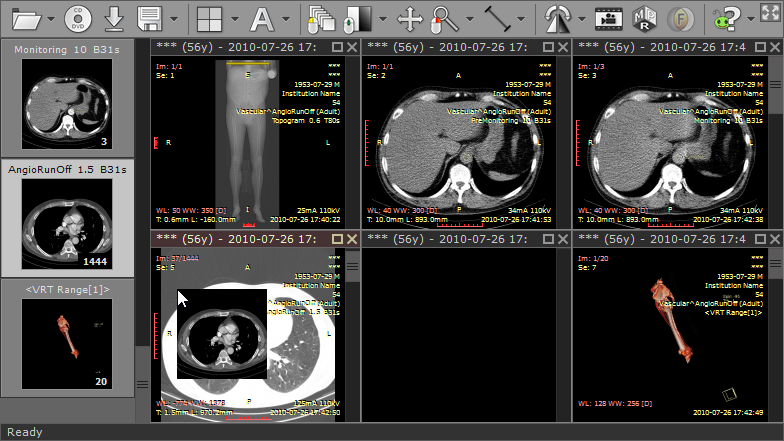 CD
DVD
A
M
P
R
F
Monitoring 10 B31s
3
AngioRunOff 1.5 B31s
1444
<VRT Range[1]>
20
*** (56y) - 2010-07-26 17:
Im: 1/1
Se: 1
***
***
1953-07-29 M
Institution Name
S4
Vascular^AngioRunOff (Adult)
Topogram 0.6 T80s
S
R
L
I
WL: 50 WW: 350 [D]
T: 0.6mm L: -160.0mm
25mA 110kV
2010-07-26 17:40:22
*** (56y) - 2010-07-26 17:
Im: 1/1
Se: 2
A
***
***
1953-07-29 M
Institution Name
S4
Vascular^AngioRunOff (Adult)
PreMonitoring 10 B31s
R
L
P
WL: 40 WW: 300 [D]
T: 10.0mm L: 893.0mm
34mA 110kV
2010-07-26 17:41:53
*** (56y) - 2010-07-26 17:4
Im: 1/3
Se: 3
A
***
***
1953-07-29 M
Institution Name
S4
Vascular^AngioRunOff (Adult)
Monitoring 10 B31s
R
L
P
WL: 40 WW: 300 [D]
T: 10.0mm L: 893.0mm
34mA 110kV
2010-07-26 17:42:38
*** (56y) - 2010-07-26 17:
Im: 37/1444
Se: 5
A
***
***
1953-07-29 M
Institution Name
S4
AngioRunOff (Adult)
AngioRunOff 1.5 B31s
R
L
P
T: 1.5mm L: 970.2mm
125mA 110kV
2010-07-26 17:42:50
*** (56y) - 2010-07-26 17:
*** (56y) - 2010-07-26 17:4
Im: 1/20
Se: 7
***
***
1953-07-29 M
Institution Name
S4
Vascular^AngioRunOff (Adult)
<VRT Range[1]>
WL: 128 WW: 256 [D]
2010-07-26 17:42:49
Ready